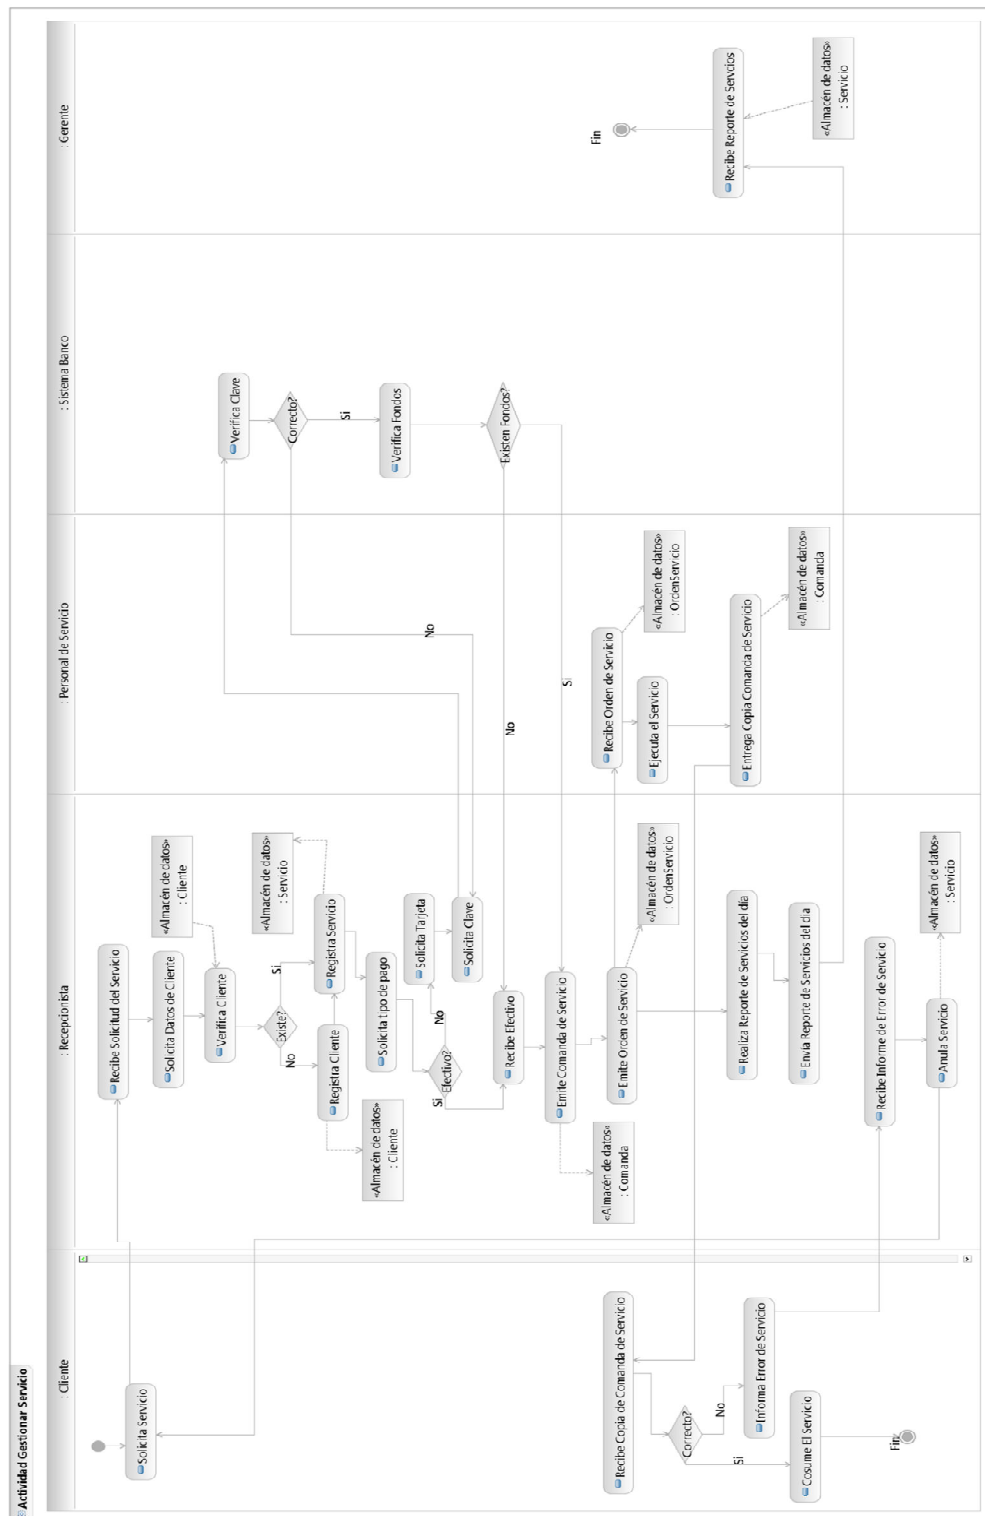 Actividad Gestionar Servicio
: Cliente
: Recepcionista
: Personal de Servicio
: Sistema Banco
: Gerente
Solicita Servicio
Recibe Solicitud del Servicio
Solicita Datos de Cliente
«Almacén de datos»
: Cliente
Verifica Cliente
Existe?
No
Si
Registra Cliente
Registra Servicio
«Almacén de datos»
: Servicio
«Almacén de datos»
: Cliente
Solicita tipo de pago
Efectivo?
Si
No
Solicita Tarjeta
Solicita Clave
Verifica Clave
Correcto?
No
Si
Verifica Fondos
Existen Fondos?
No
Si
Recibe Efectivo
Emite Comanda de Servicio
«Almacén de datos»
: Comanda
Emite Orden de Servicio
«Almacén de datos»
: OrdenServicio
Recibe Orden de Servicio
«Almacén de datos»
: OrdenServicio
Ejecuta el Servicio
Entrega Copia Comanda de Servicio
«Almacén de datos»
: Comanda
Recibe Copia de Comanda de Servicio
Correcto?
No
Si
Informa Error de Servicio
Cosume El Servicio
Fin
Realiza Reporte de Servicios del día
Envia Reporte de Servicios del dia
Recibe Informe de Error de Servicio
Anula Servicio
«Almacén de datos»
: Servicio
Recibe Reporte de Servcios
«Almacén de datos»
: Servicio
Fin